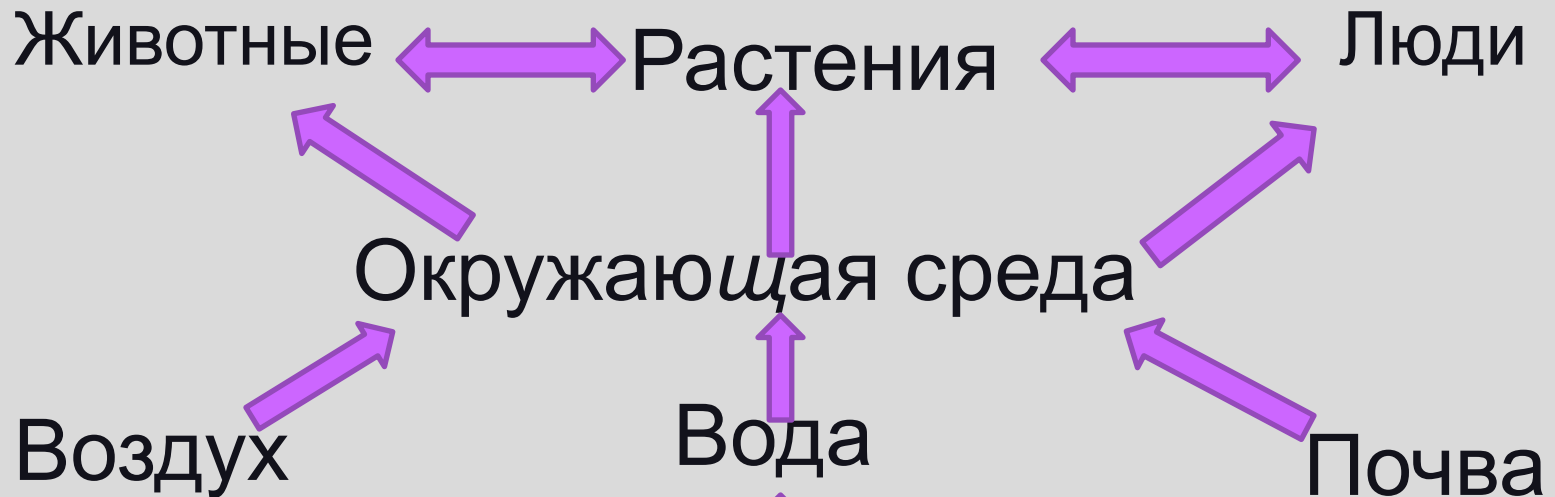 Животные Растения Люди
Окружающая среда
Воздух Вода Почва